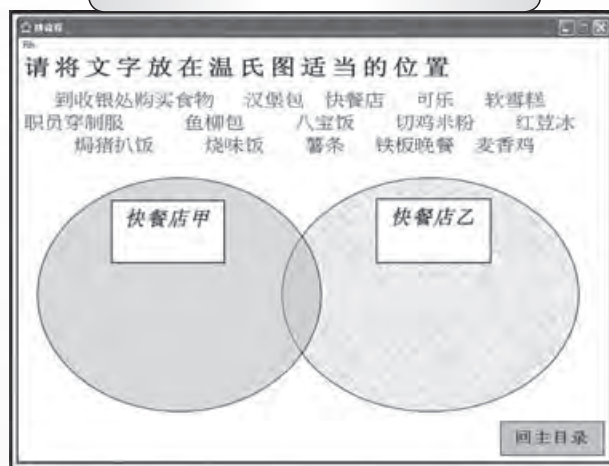 请将文字放在温氏图适当的位置
到收银处购买食物 汉堡包 快餐店 可乐 软雪糕
职员穿制服 鱼柳包 八宝饭 切鸡米粉 红豆冰
焗猪扒饭 烧味饭 薯条 铁板晚餐 麦香鸡
快餐店甲 快餐店乙
回主目录